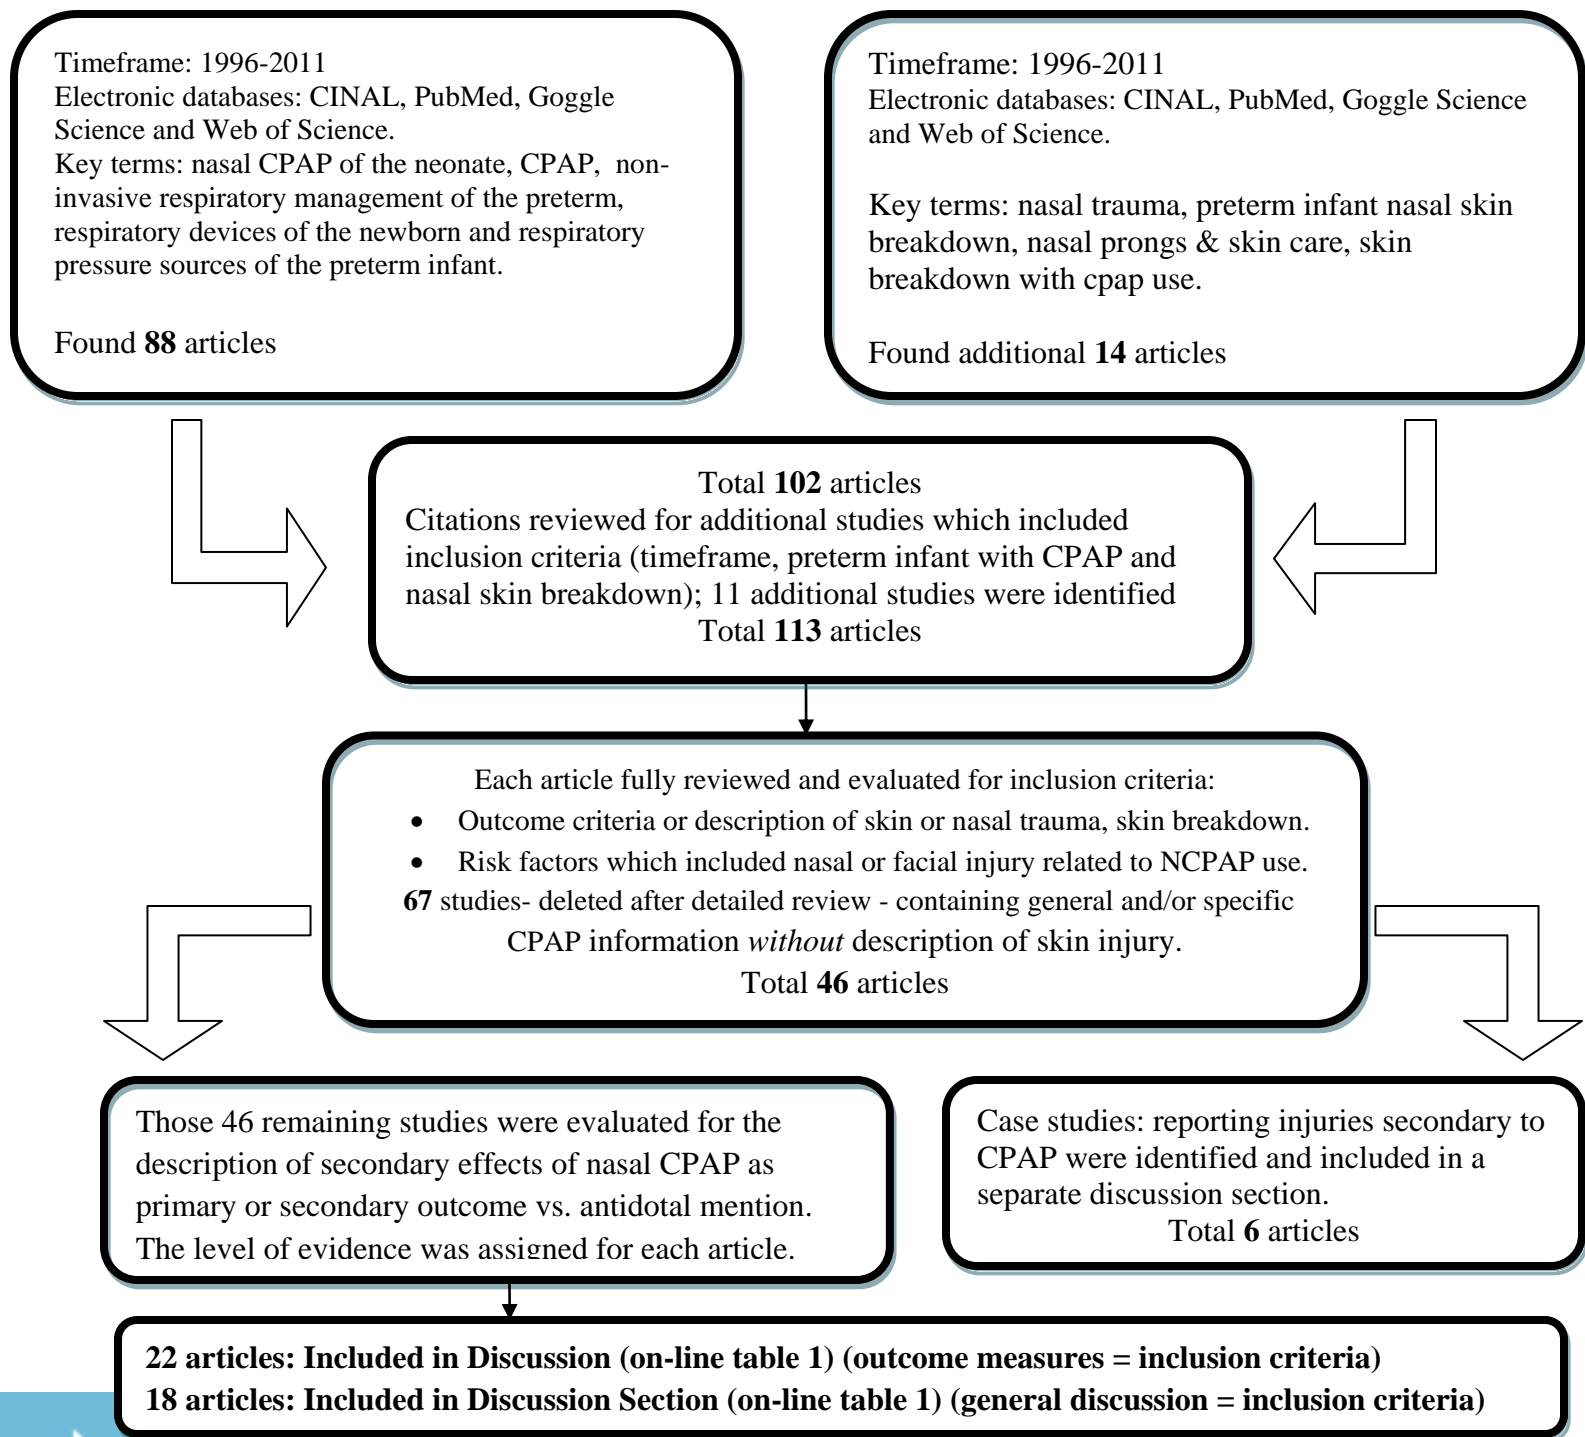 Timeframe: 1996-2011
Electronic databases: CINAL, PubMed, Goggle
Science and Web of Science.
Key terms: nasal CPAP of the neonate, CPAP, non-
invasive respiratory management of the preterm,
respiratory devices of the newborn and respiratory
pressure sources of the preterm infant.
Found 88 articles
Timeframe: 1996-2011
Electronic databases: CINAL, PubMed, Goggle Science
and Web of Science.
Key terms: nasal trauma, preterm infant nasal skin
breakdown, nasal prongs & skin care, skin
breakdown with cpap use.
Found additional 14 articles
Total 102 articles
Citations reviewed for additional studies which included
inclusion criteria (timeframe, preterm infant with CPAP and
nasal skin breakdown); 11 additional studies were identified
Total 113 articles
Each article fully reviewed and evaluated for inclusion criteria:
• Outcome criteria or description of skin or nasal trauma, skin breakdown.
• Risk factors which included nasal or facial injury related to NCPAP use.
67 studies- deleted after detailed review - containing general and/or specific
CPAP information without description of skin injury.
Total 46 articles
Those 46 remaining studies were evaluated for the
description of secondary effects of nasal CPAP as
primary or secondary outcome vs. antidotal mention.
The level of evidence was assigned for each article.
Case studies: reporting injuries secondary to
CPAP were identified and included in a
separate discussion section.
Total 6 articles
22 articles: Included in Discussion (on-line table 1) (outcome measures = inclusion criteria)
18 articles: Included in Discussion Section (on-line table 1) (general discussion = inclusion criteria)